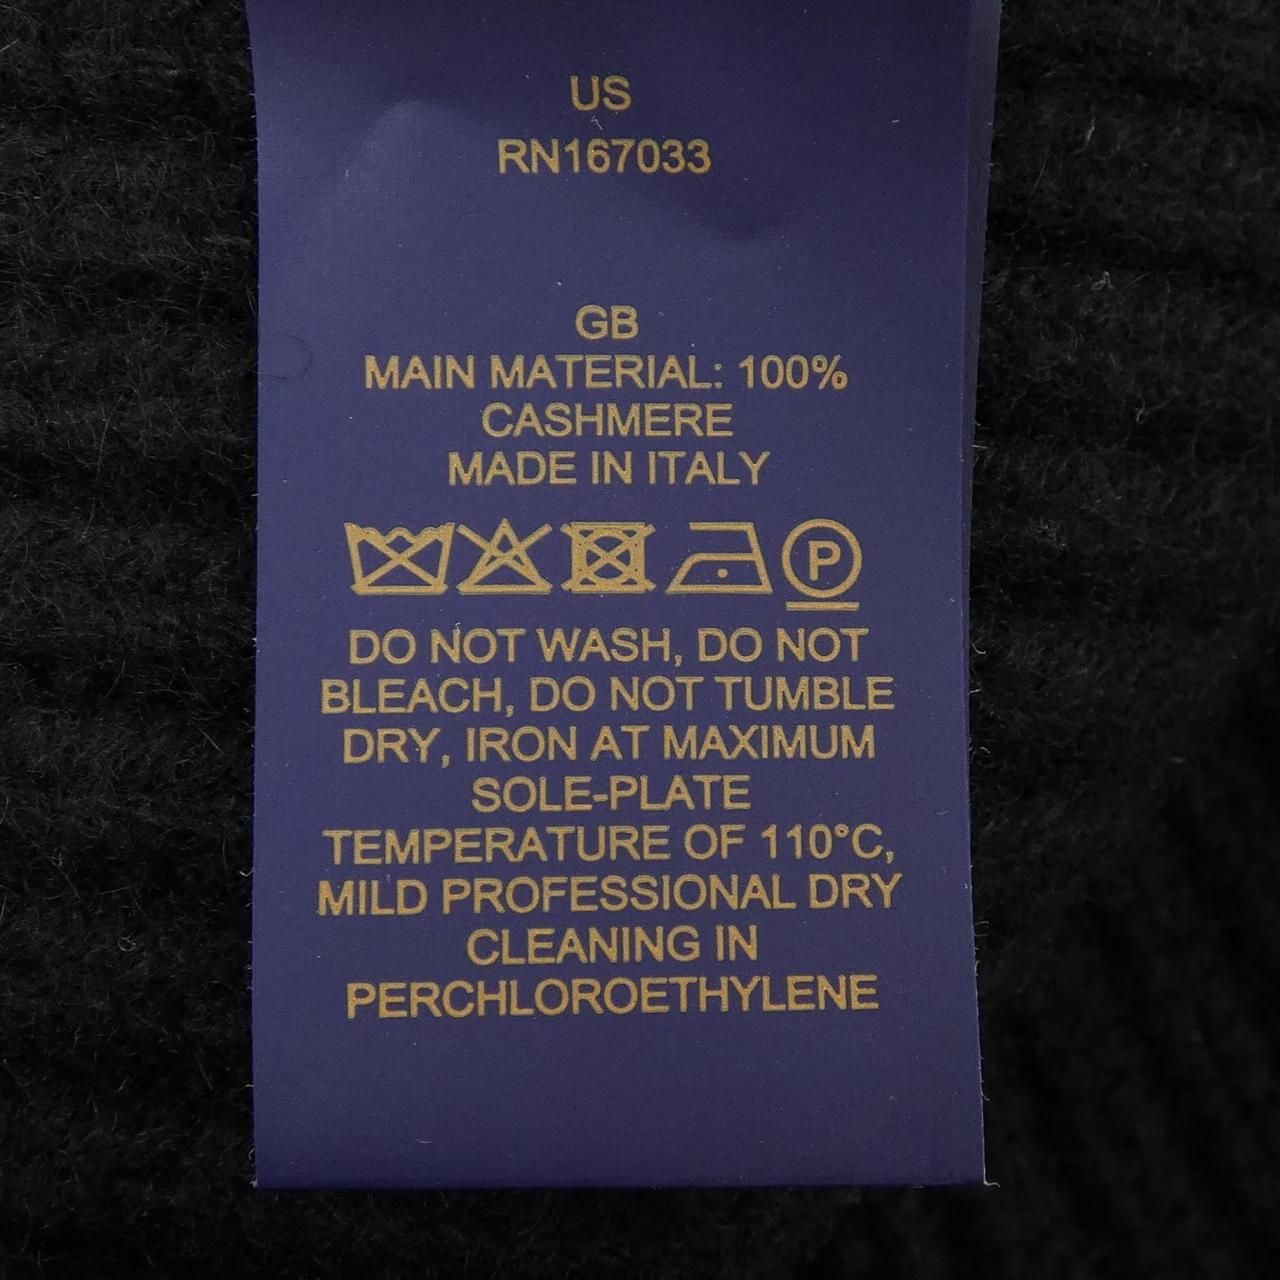 US
RN167033
GB
MAIN MATERIAL: 100%
CASHMERE
MADE IN ITALY
P
DO NOT WASH, DO NOT
BLEACH, DO NOT TUMBLE
DRY, IRON AT MAXIMUM
SOLE-PLATE
TEMPERATURE OF 110°C,
MILD PROFESSIONAL DRY
CLEANING IN
PERCHLOROETHYLENE